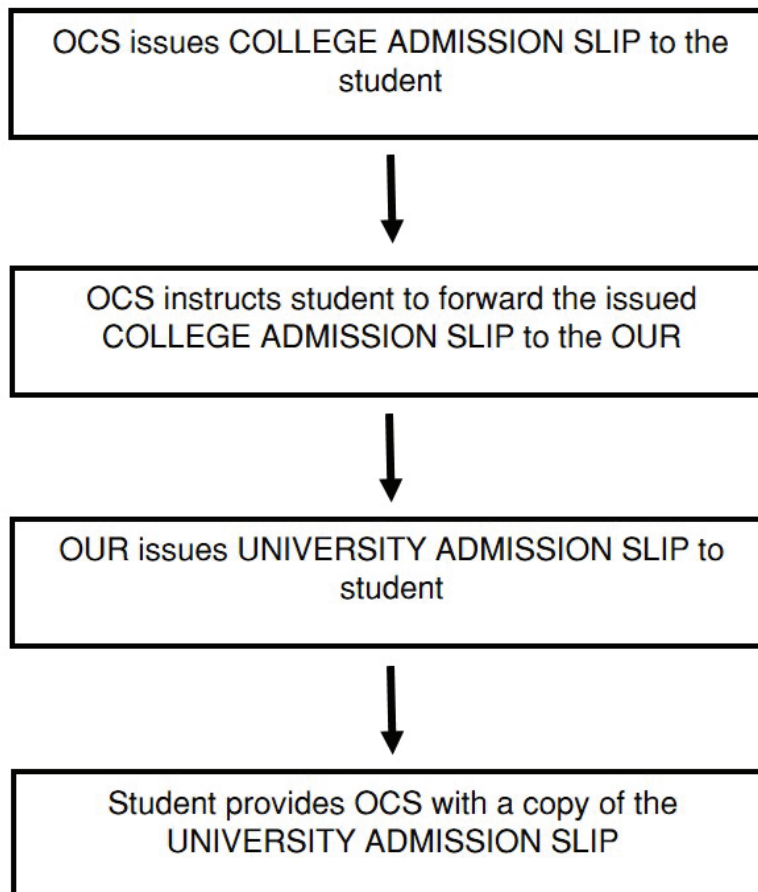 OCS issues COLLEGE ADMISSION SLIP to the
student
OCS instructs student to forward the issued
COLLEGE ADMISSION SLIP to the OUR
OUR issues UNIVERSITY ADMISSION SLIP to
student
Student provides OCS with a copy of the
UNIVERSITY ADMISSION SLIP